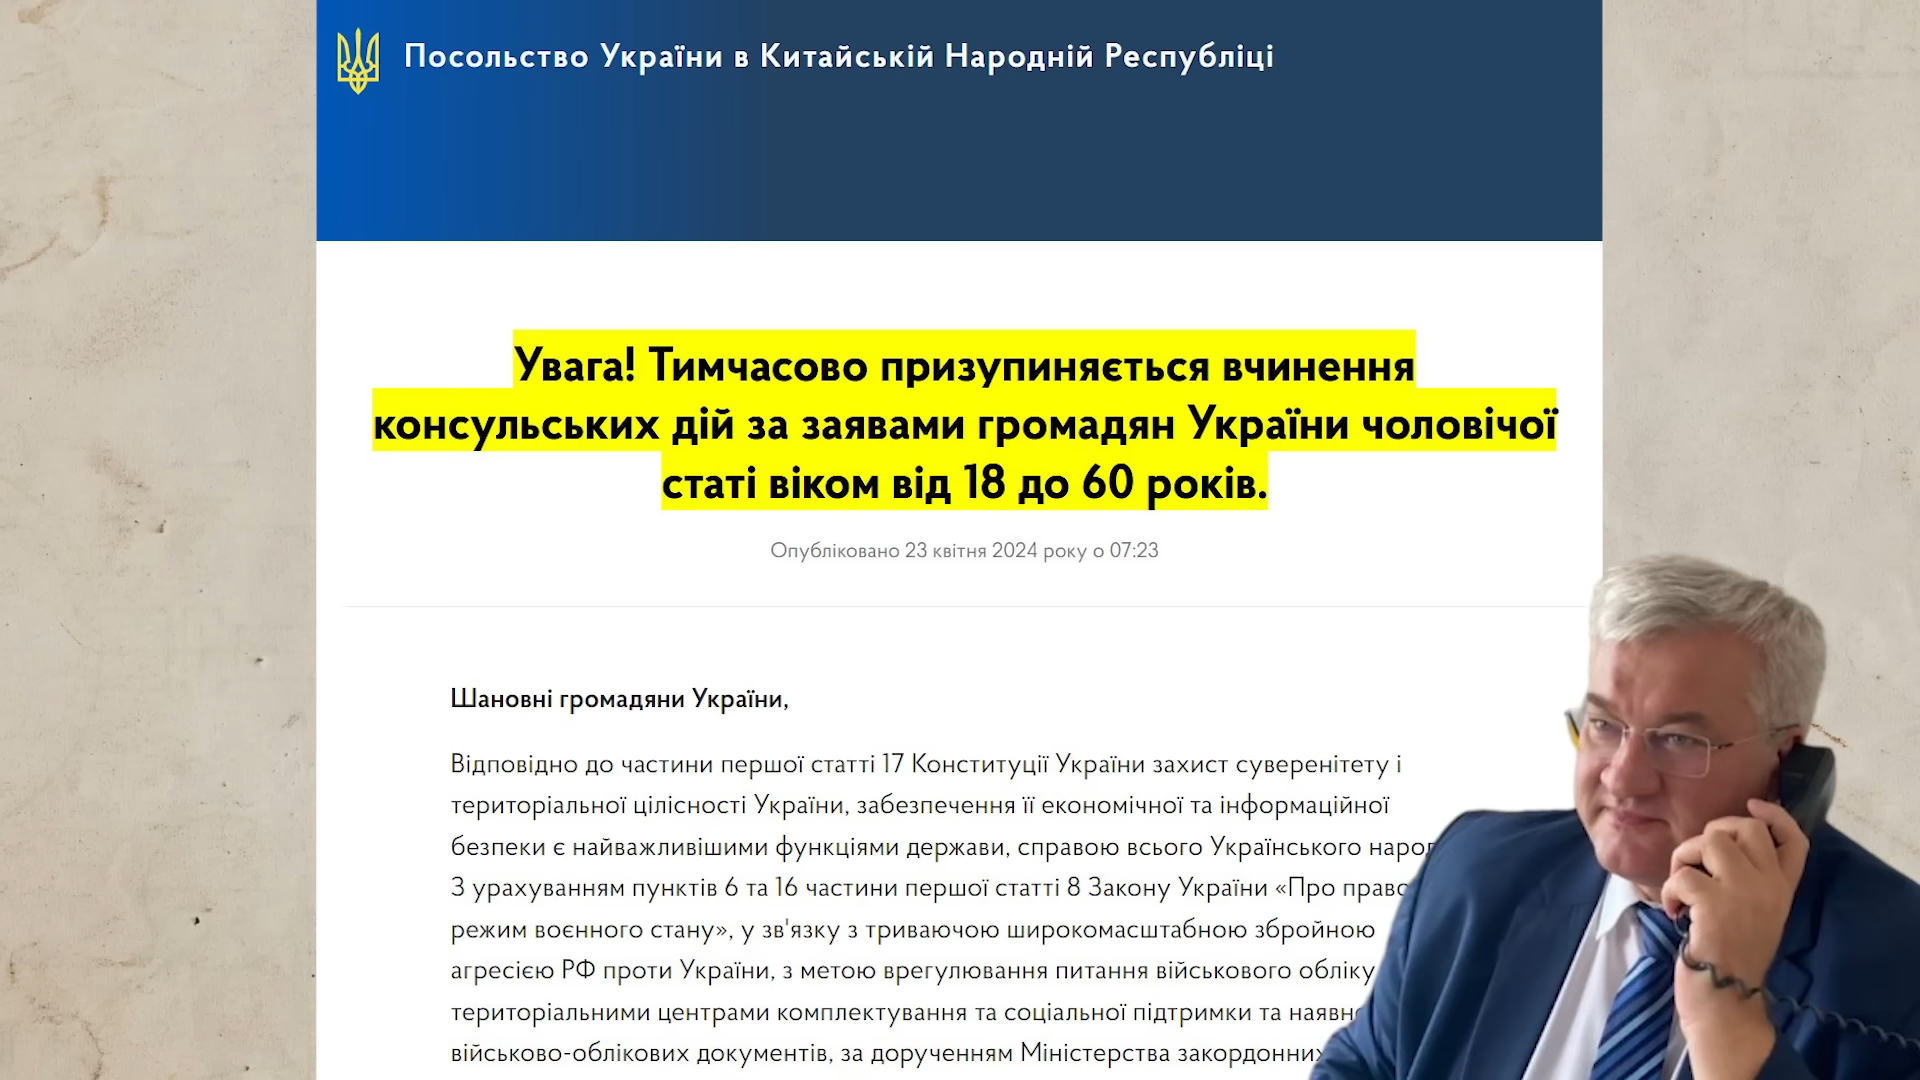 Посольство України в Китайській Народній Республіці
Увага! Тимчасово призупиняється вчинення
консульських дій за заявами громадян України чоловічої
статі віком від 18 до 60 років.
Опубліковано 23 квітня 2024 року о 07:23
Шановні громадяни України,
Відповідно до частини першої статті 17 Конституції України захист суверенітету і
територіальної цілісності України, забезпечення її економічної та інформаційної
безпеки є найважливішими функціями держави, справою всього Українського
З урахуванням пунктів 6 та 16 частини першої статті 8 Закону України «Про
режим воєнного стану», у зв'язку з триваючою широкомасштабною збройною
агресією РФ проти України, з метою врегулювання питання військового обліку
територіальними центрами комплектування та соціальної підтримки та
військово-облікових документів, за дорученням Міністерства